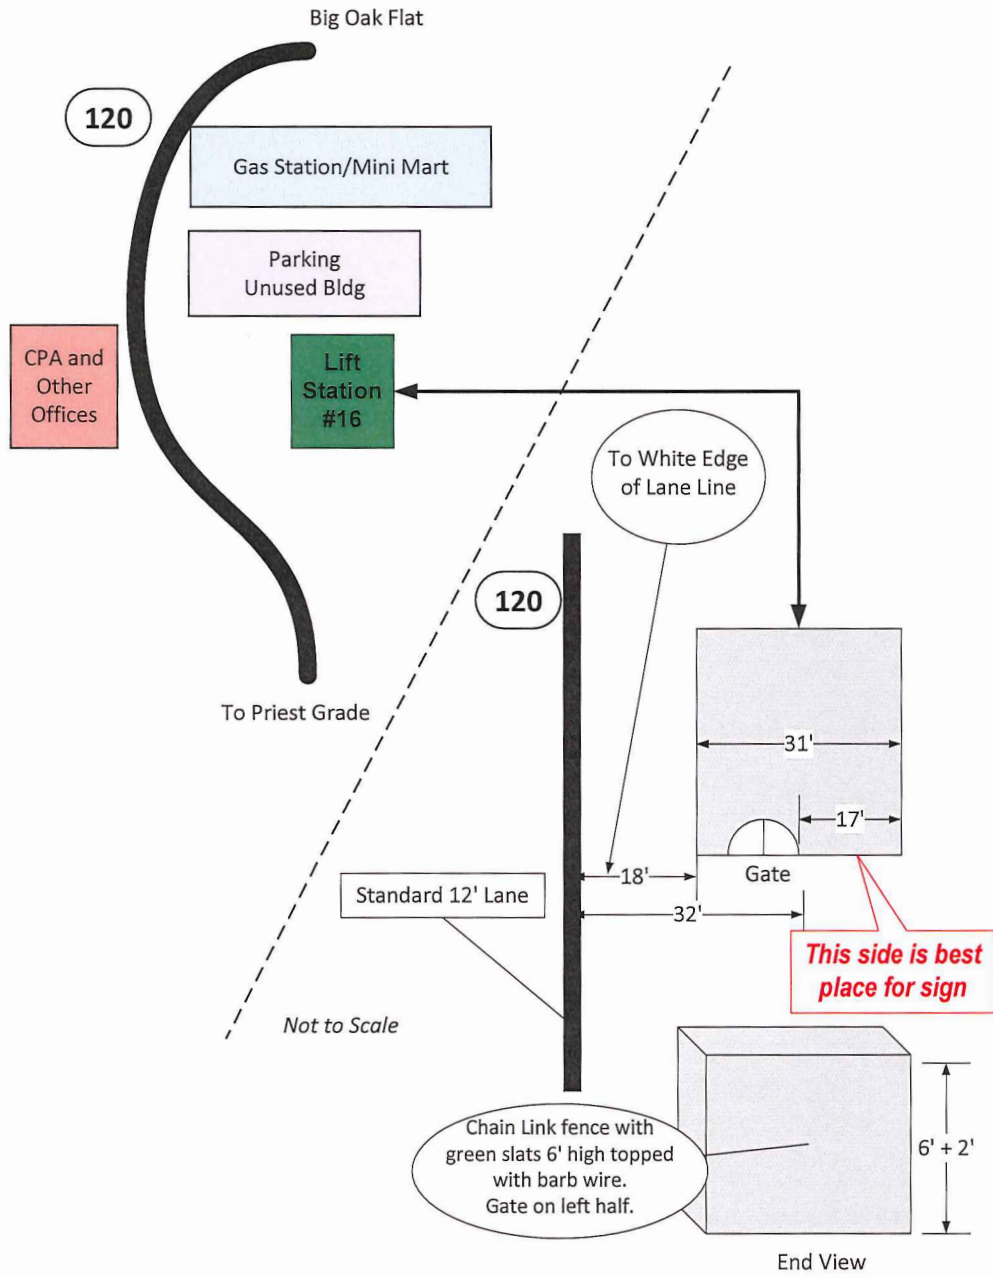 Big Oak Flat
120
Gas Station/Mini Mart
Parking
Unused Bldg
CPA and
Other
Offices
Lift
Station
#16
To White Edge
of Lane Line
120
To Priest Grade
31'
17'
Gate
18'
Standard 12' Lane
32'
This side is best
place for sign
Not to Scale
Chain Link fence with
green slats 6' high topped
with barb wire.
Gate on left half.
6' + 2'
End View